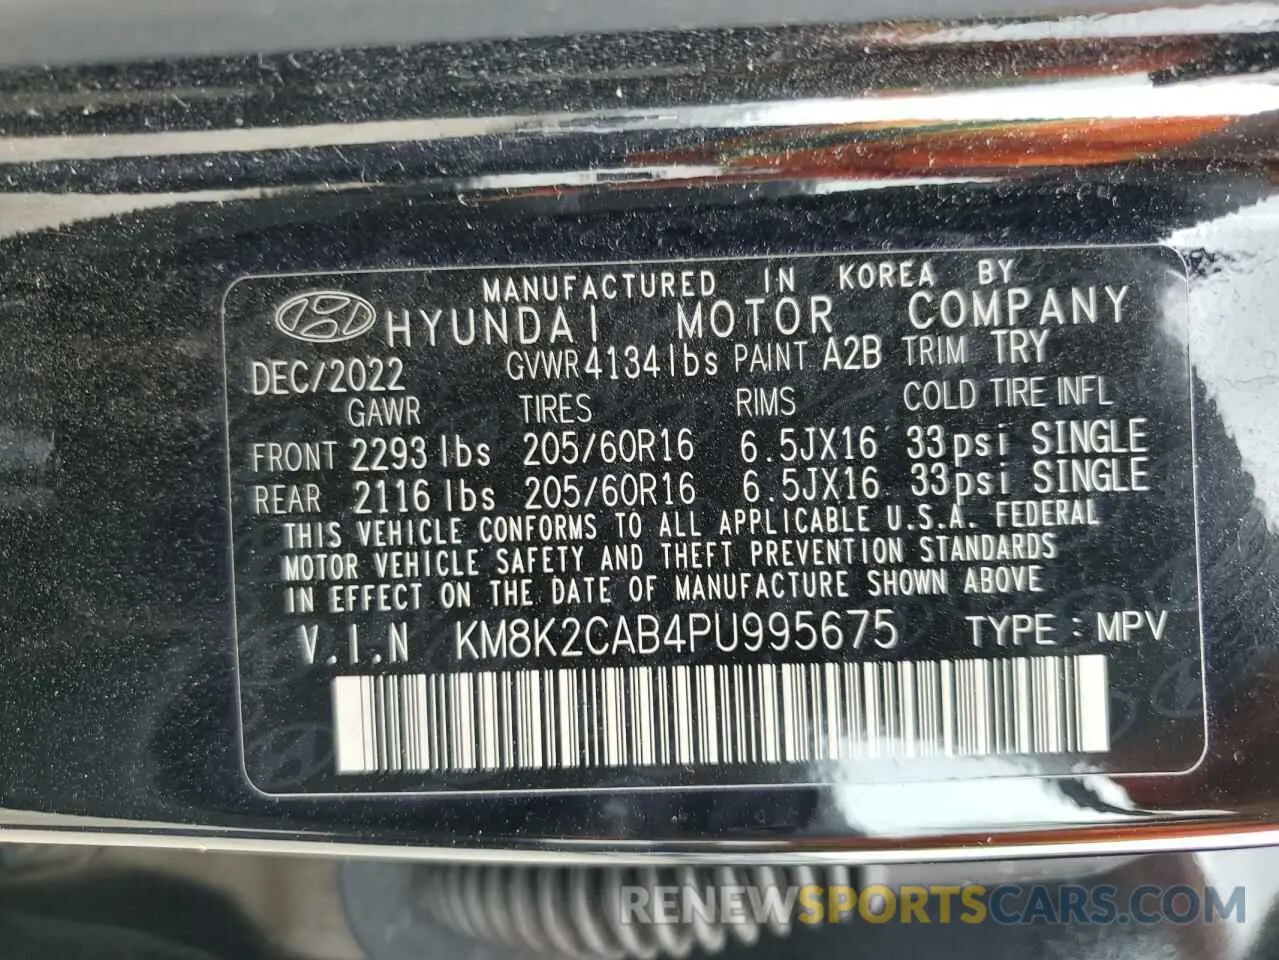 MANUFACTURED IN KOREA BY
HYUNDAI MOTOR COMPANY
DEC/2022 GVWR 4134lbs PAINT A2B TRIM TRY
GAWR TIRES RIMS COLD TIRE INFL
FRONT 2293 lbs 205/60R16 6.5JX16 33psi SINGLE
REAR 2116 lbs 205/60R16 6.5JX16 33psi SINGLE
THIS VEHICLE CONFORMS TO ALL APPLICABLE U.S.A. FEDERAL
MOTOR VEHICLE SAFETY AND THEFT PREVENTION STANDARDS
IN EFFECT ON THE DATE OF MANUFACTURE SHOWN ABOVE
V.I.N KM8K2CAB4PU995675 TYPE : MPV
RENEWSPORTSCARS.COM